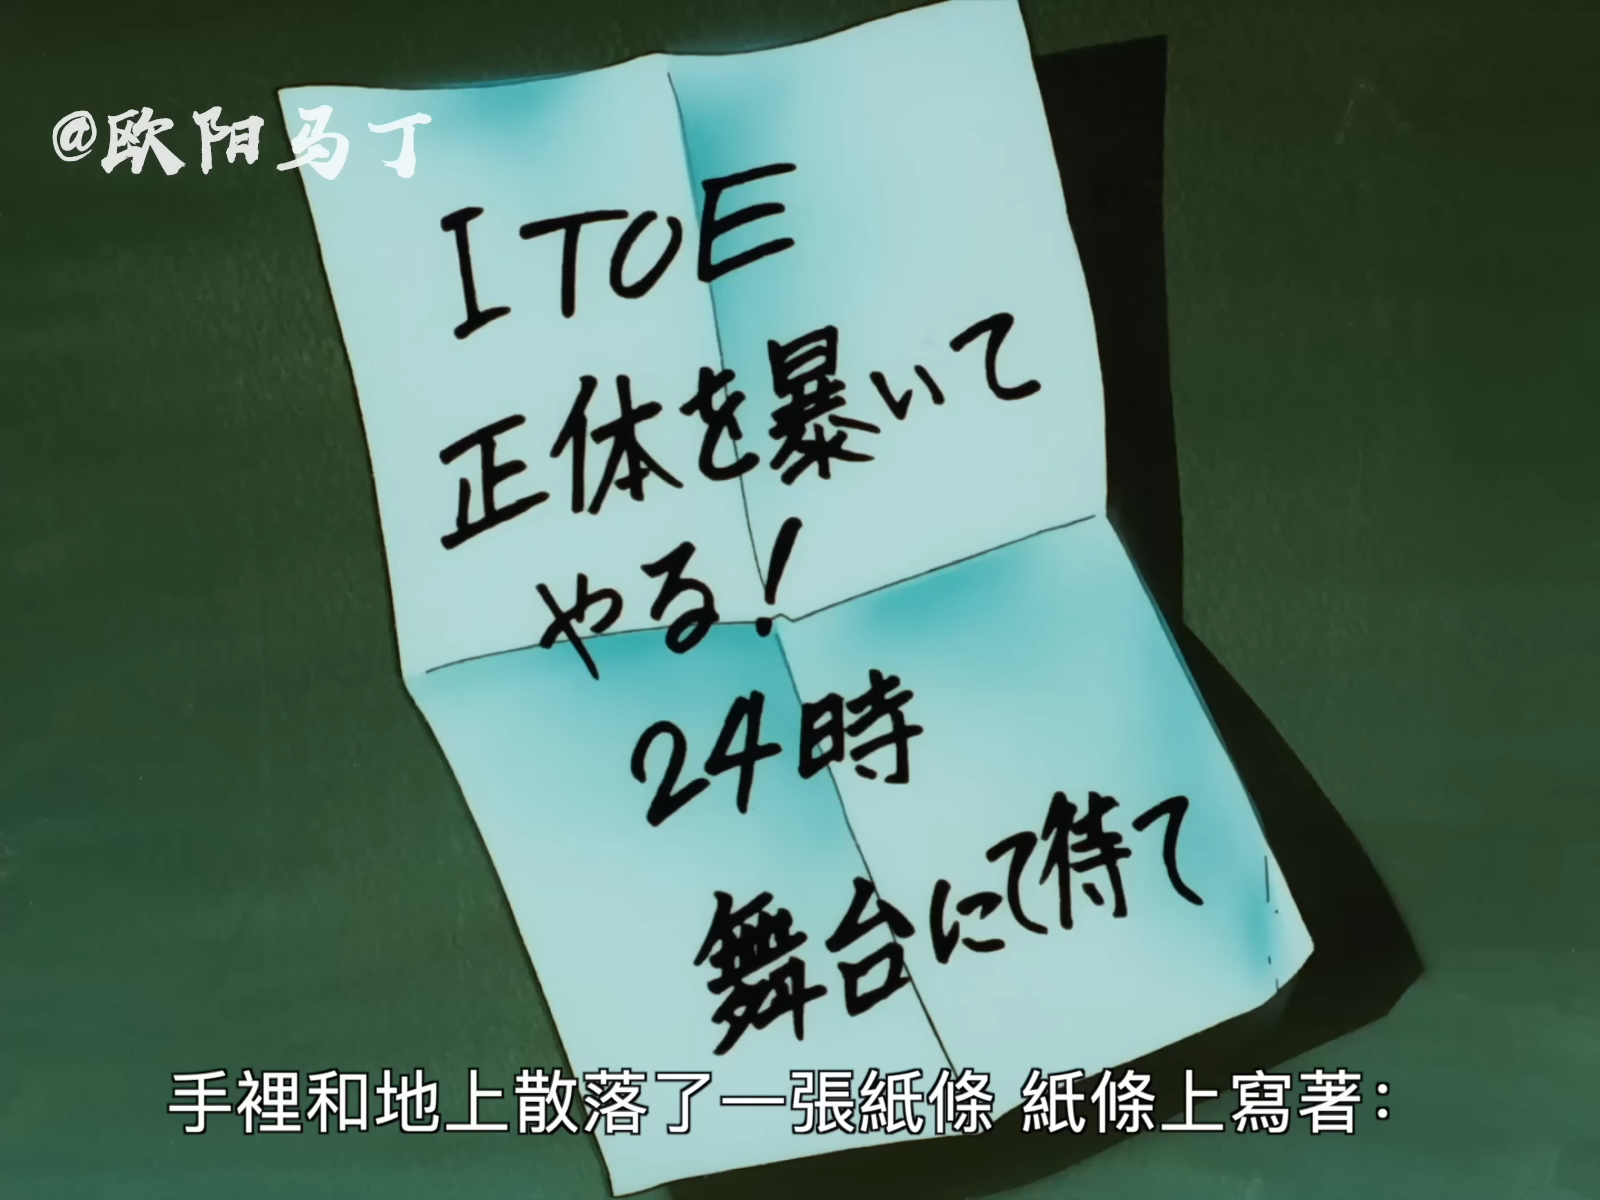 @欧阳马丁
ITOE
正体を暴いて
やる!
24時
舞台にて待て
手裡和地上散落了一張紙條 紙條上寫著：